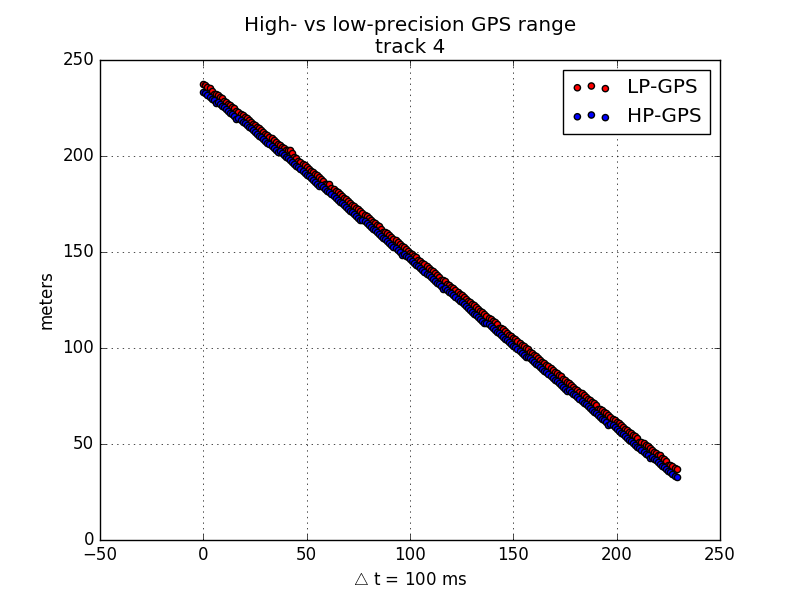 High- vs low-precision GPS range
track 4
LP-GPS
HP-GPS
250
200
150
100
50
0
meters
−50
0
50
100
150
200
250
△ t = 100 ms